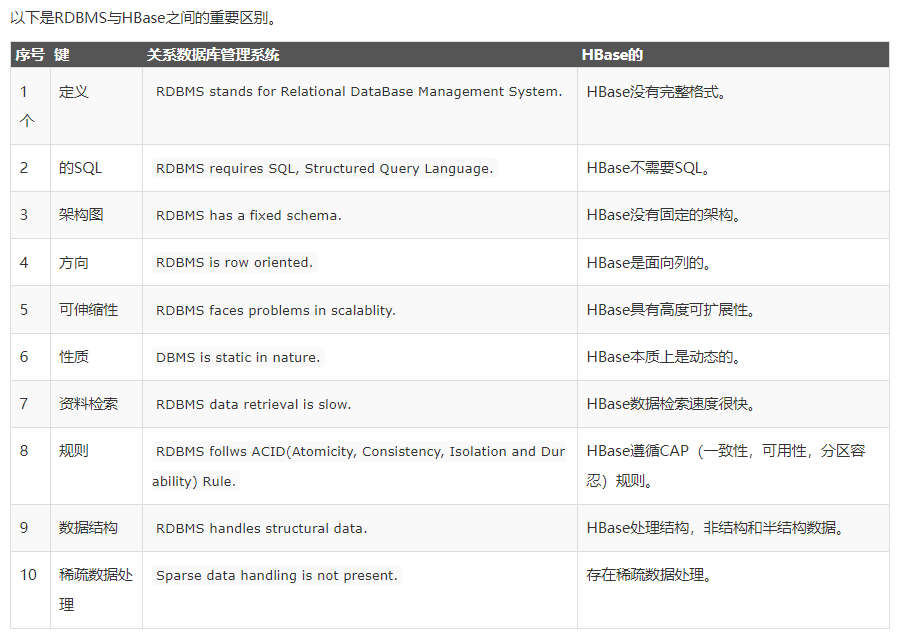 以下是RDBMS与HBase之间的重要区别。
序号 键 关系数据库管理系统 HBase的
1 定义 RDBMS stands for Relational DataBase Management System. HBase没有完整格式。
个
2 的SQL RDBMS requires SQL, Structured Query Language. HBase不需要SQL。
3 架构图 RDBMS has a fixed schema. HBase没有固定的架构。
4 方向 RDBMS is row oriented. HBase是面向列的。
5 可伸缩性 RDBMS faces problems in scalablity. HBase具有高度可扩展性。
6 性质 DBMS is static in nature. HBase本质上是动态的。
7 资料检索 RDBMS data retrieval is slow. HBase数据检索速度很快。
8 规则 RDBMS follws ACID(Atomicity, Consistency, Isolation and Dur HBase遵循CAP（一致性，可用性，分区容
ability) Rule. 忍）规则。
9 数据结构 RDBMS handles structural data. HBase处理结构，非结构和半结构数据。
10 稀疏数据处 Sparse data handling is not present. 存在稀疏数据处理。
理